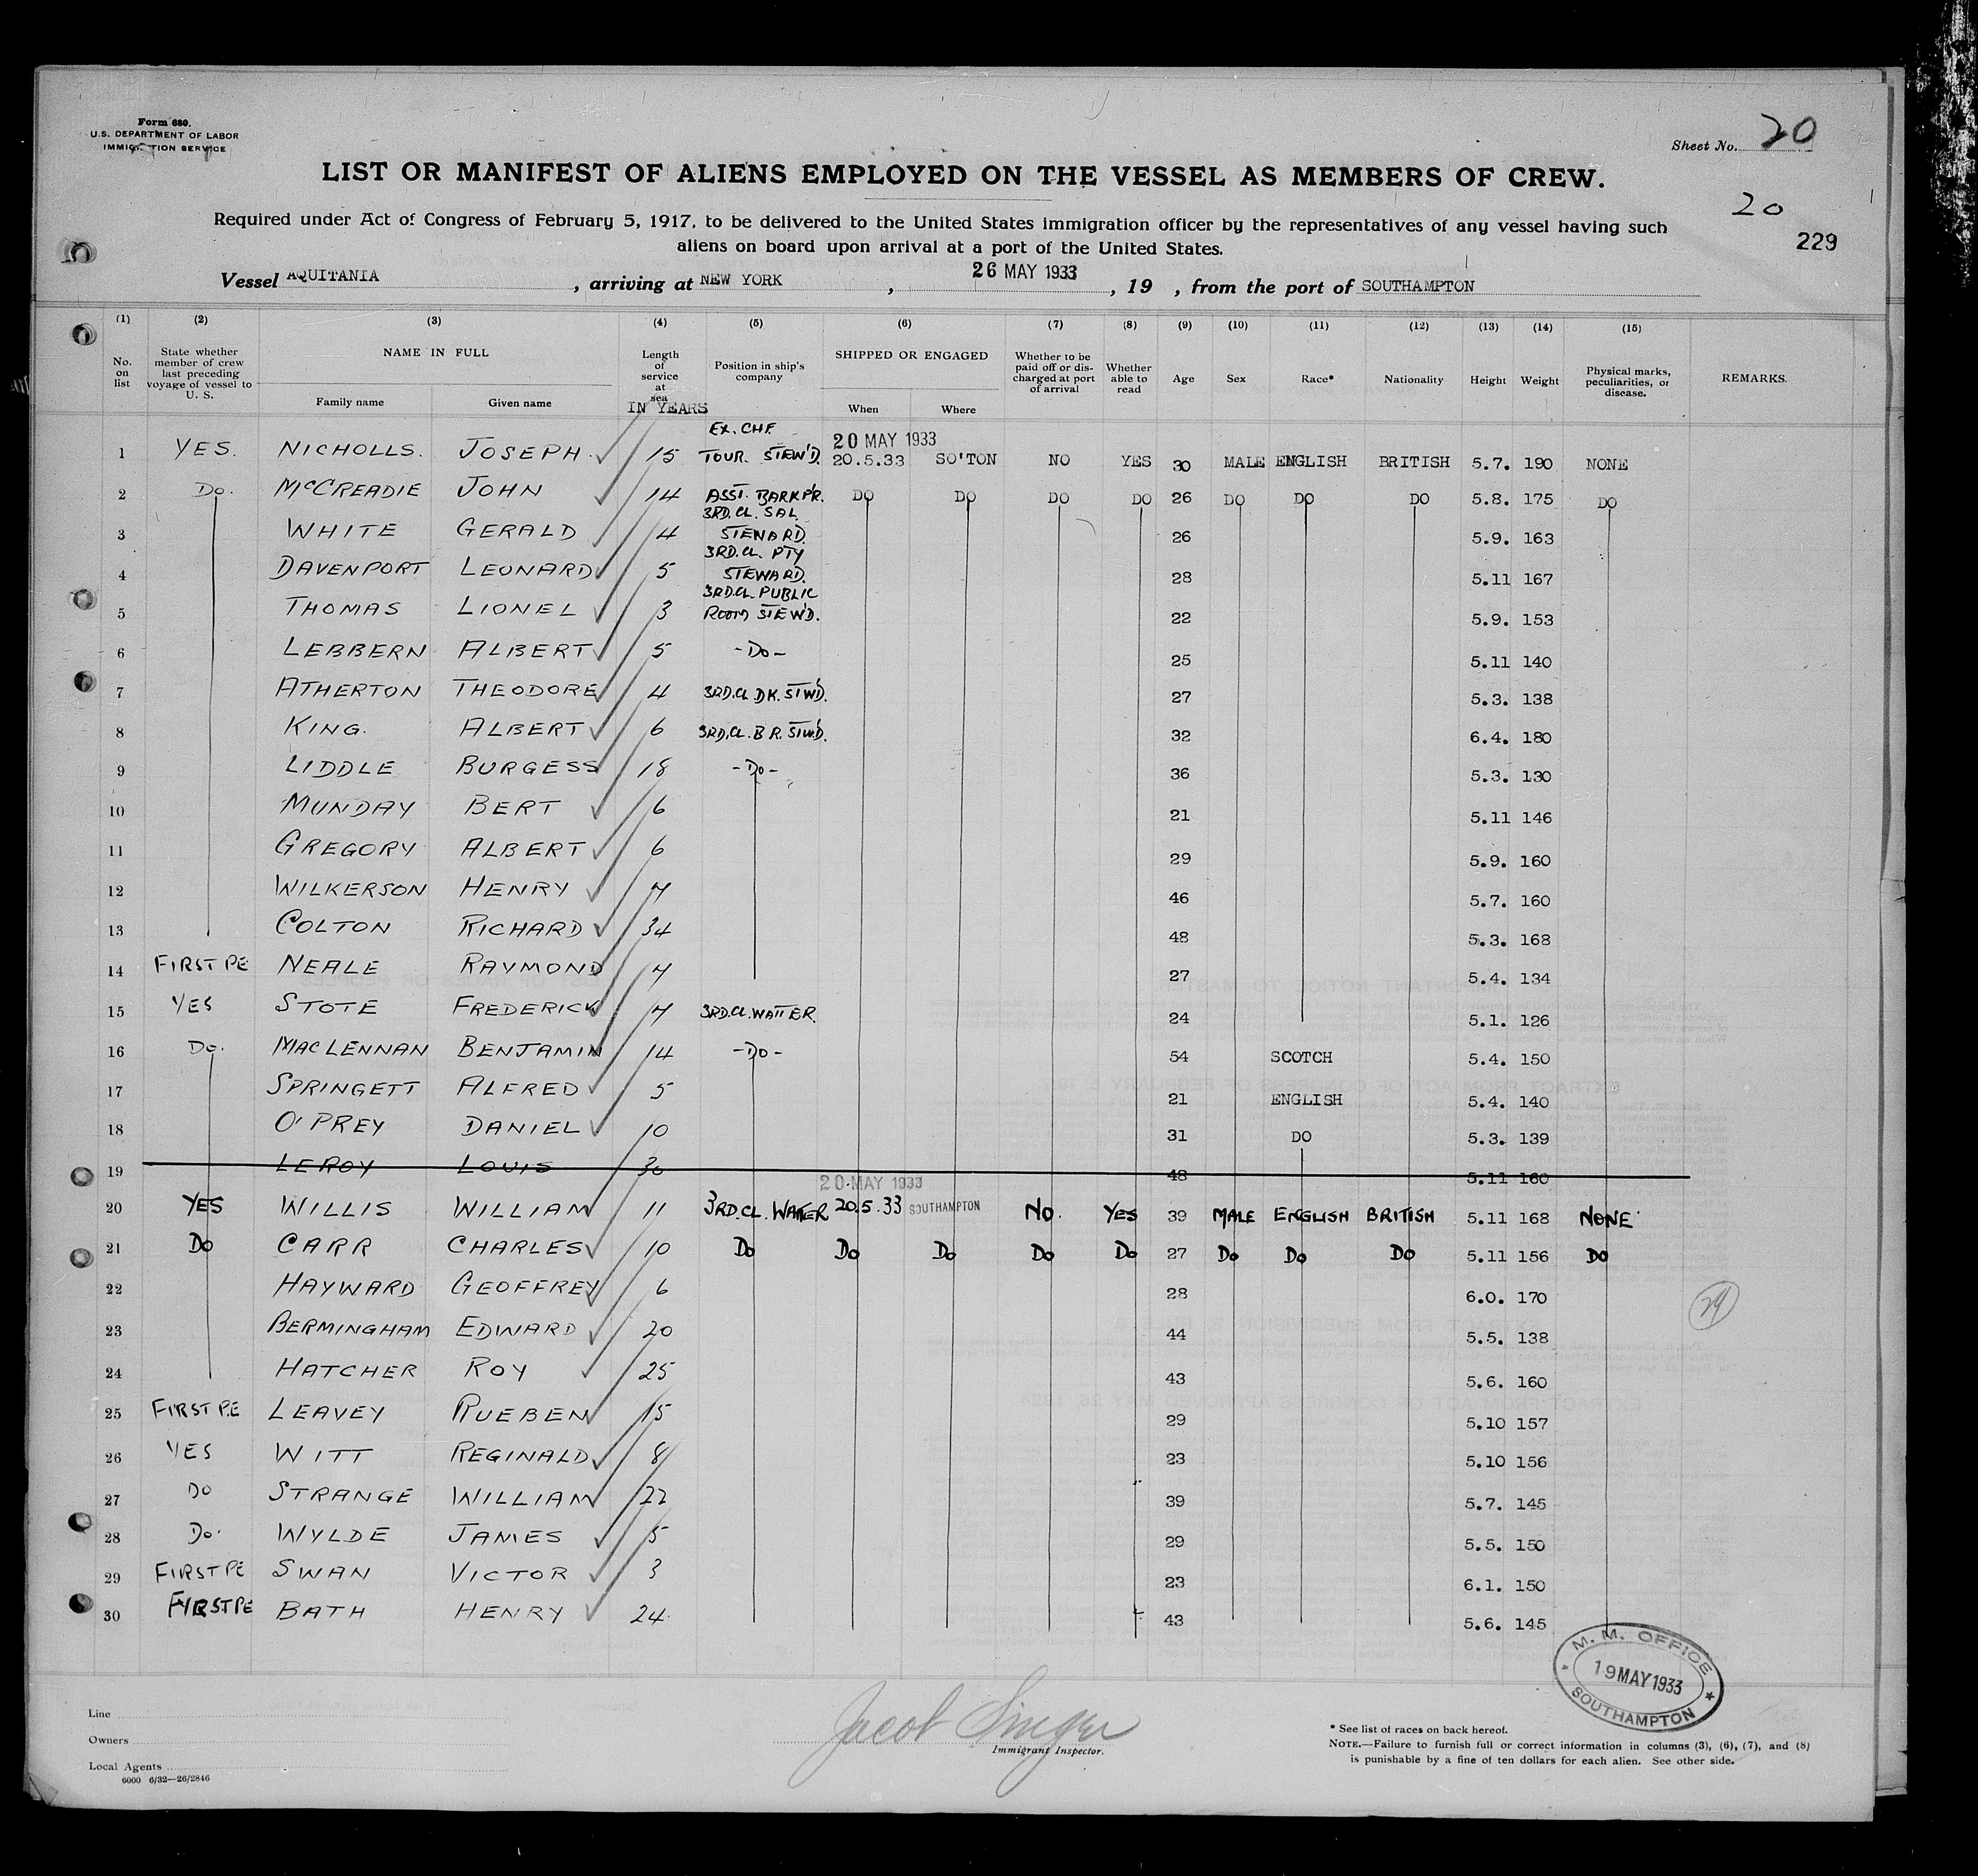 Form 680.
U.S. DEPARTMENT OF LABOR
IMMIGRATION SERVICE
Sheet No. 20
LIST OR MANIFEST OF ALIENS EMPLOYED ON THE VESSEL AS MEMBERS OF CREW.
20
229
Required under Act of Congress of February 5, 1917, to be delivered to the United States immigration officer by the representatives of any vessel having such
aliens on board upon arrival at a port of the United States.
Vessel AQUITANIA, arriving at NEW YORK, 26 MAY 1933, 19 , from the port of SOUTHAMPTON
(1) (2) (3) (4) (5) (6) (7) (8) (9) (10) (11) (12) (13) (14) (15)
No. on list
State whether member of crew last preceding voyage of vessel to U. S.
NAME IN FULL
Family name Given name
Length of service at sea
IN YEARS
Position in ship's company
SHIPPED OR ENGAGED
When Where
Whether to be paid off or discharged at port of arrival
Whether able to read
Age Sex Race* Nationality Height Weight
Physical marks, peculiarities, or disease.
REMARKS.
EX. CHF. 20 MAY 1933
1 YES. NICHOLLS. JOSEPH. 15 TOUR. STEW'D. 20.5.33 SO'TON NO YES 30 MALE ENGLISH BRITISH 5.7. 190 NONE
2 DO. McCREADIE JOHN 14 ASST. BARKP'R. DO DO DO DO 26 DO DO DO 5.8. 175 DO
3RD. CL. SAL.
3 WHITE GERALD 4 STEWARD. 26 5.9. 163
3RD. CL. PTY
4 DAVENPORT LEONARD 5 STEWARD. 28 5.11 167
3RD. CL. PUBLIC
5 THOMAS LIONEL 3 ROOM STEW'D. 22 5.9. 153
6 LEBBERN ALBERT 5 -DO- 25 5.11 140
7 ATHERTON THEODORE 4 3RD. CL. DK. STW'D. 27 5.3. 138
8 KING. ALBERT 6 3RD. CL. B.R. STW'D. 32 6.4. 180
9 LIDDLE BURGESS 18 -DO- 36 5.3. 130
10 MUNDAY BERT 6 21 5.11 146
11 GREGORY ALBERT 6 29 5.9. 160
12 WILKERSON HENRY 7 46 5.7. 160
13 COLTON RICHARD 34 48 5.3. 168
14 FIRST PE NEALE RAYMOND 7 27 5.4. 134
15 YES STOTE FREDERICK 7 3RD. CL. WAITER. 24 5.1. 126
16 DO. MACLENNAN BENJAMIN 14 -DO- 54 SCOTCH 5.4. 150
17 SPRINGETT ALFRED 5 21 ENGLISH 5.4. 140
18 O'PREY DANIEL 10 31 DO 5.3. 139
19 LEROY LOUIS 30 48 5.11 160
20 MAY 1933
20 YES WILLIS WILLIAM 11 3RD. CL. WAITER 20.5.33 SOUTHAMPTON NO. YES 39 MALE ENGLISH BRITISH 5.11 168 NONE
21 DO CARR CHARLES 10 DO DO DO DO DO 27 DO DO DO 5.11 156 DO
22 HAYWARD GEOFFREY 6 28 6.0. 170
23 BERMINGHAM EDWARD 20 44 5.5. 138
24 HATCHER ROY 25 43 5.6. 160
25 FIRST PE LEAVEY RUEBEN 15 29 5.10 157
26 YES WITT REGINALD 8 23 5.10 156
27 DO STRANGE WILLIAM 22 39 5.7. 145
28 DO. WYLDE JAMES 5 29 5.5. 150
29 FIRST PE SWAN VICTOR 3 23 6.1. 150
30 FIRST PE BATH HENRY 24 43 5.6. 145
M. M. OFFICE
19 MAY 1933
SOUTHAMPTON
Line
Owners
Local Agents
6000 6/32—26/2846
Jacob Singer
Immigrant Inspector.
* See list of races on back hereof.
NOTE.—Failure to furnish full or correct information in columns (3), (6), (7), and (8)
is punishable by a fine of ten dollars for each alien. See other side.